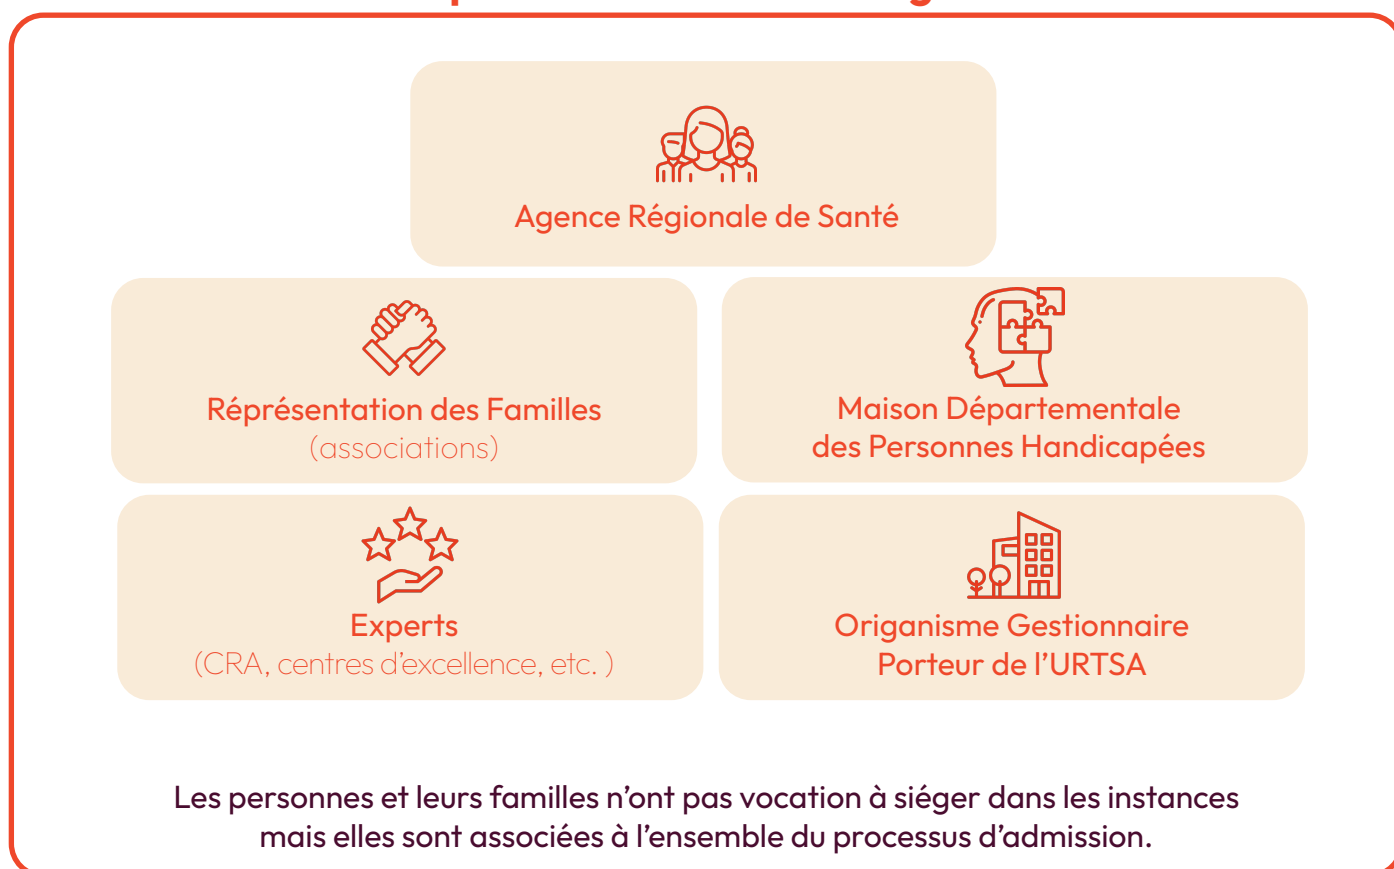 Agence Régionale de Santé
Réprésentation des Familles
(associations)
Maison Départementale
des Personnes Handicapées
Experts
(CRA, centres d'excellence, etc. )
Origanisme Gestionnaire
Porteur de l'URTSA
Les personnes et leurs familles n'ont pas vocation à siéger dans les instances
mais elles sont associées à l'ensemble du processus d'admission.